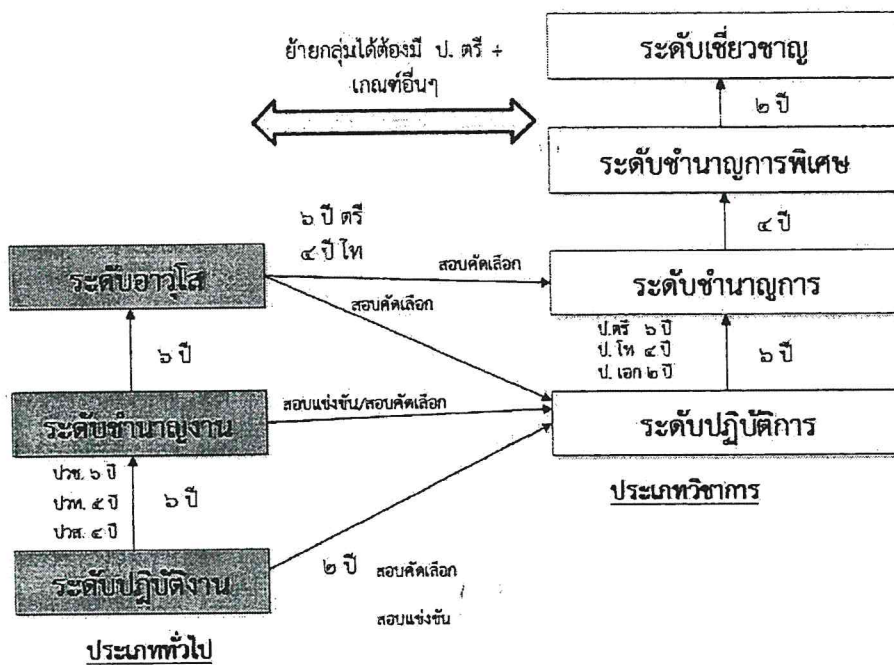 ย้ายกลุ่มได้ต้องมี ป. ตรี +
เกณฑ์อื่นๆ
ระดับเชี่ยวชาญ
๒ ปี
ระดับชำนาญการพิเศษ
๔ ปี
๖ ปี ตรี
๔ ปี โท
ระดับอาวุโส
สอบคัดเลือก
สอบคัดเลือก
ระดับชำนาญการ
ป.ตรี ๖ ปี
ป. โท ๔ ปี
ป. เอก ๒ ปี
๖ ปี
๖ ปี
ระดับชำนาญงาน
สอบแข่งขัน/สอบคัดเลือก
ระดับปฏิบัติการ
ประเภทวิชาการ
ปวช. ๖ ปี
ปวท. ๕ ปี
ปวส. ๔ ปี
๖ ปี
ระดับปฏิบัติงาน
๒ ปี สอบคัดเลือก
สอบแข่งขัน
ประเภททั่วไป